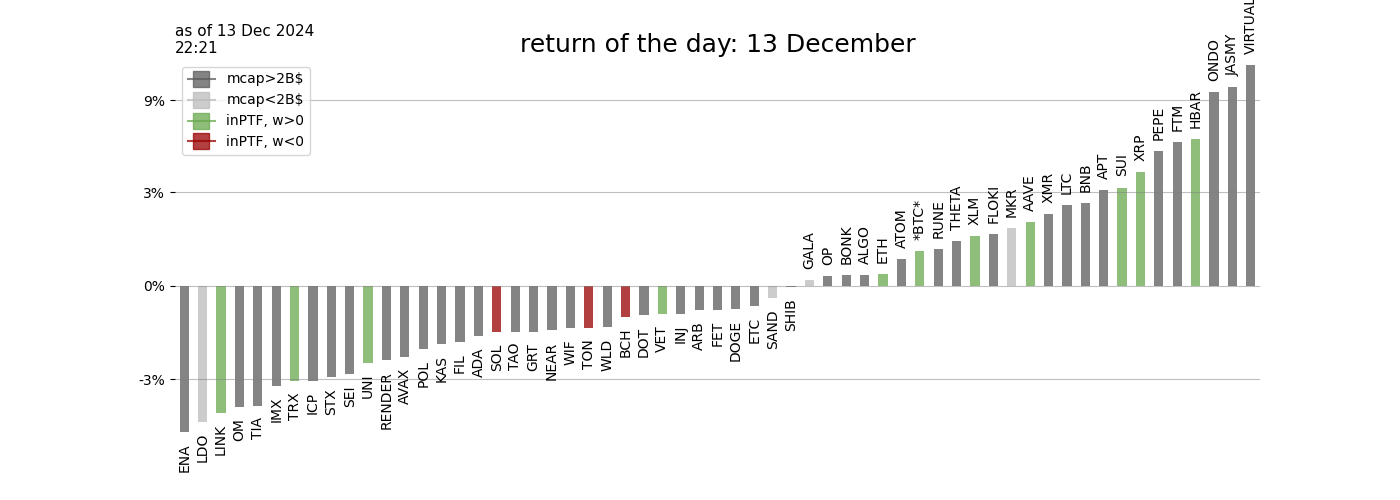 as of 13 Dec 2024
22:21
return of the day: 13 December
mcap>2B$
mcap<2B$
inPTF, w>0
inPTF, w<0
9%
3%
0%
-3%
ENA
LDO
LINK
OM
TIA
IMX
TRX
ICP
STX
SEI
UNI
RENDER
AVAX
POL
KAS
FIL
ADA
SOL
TAO
GRT
NEAR
WIF
TON
WLD
BCH
DOT
VET
INJ
ARB
FET
DOGE
ETC
SAND
SHIB
GALA
OP
BONK
ALGO
ETH
ATOM
*BTC*
RUNE
THETA
XLM
FLOKI
MKR
AAVE
XMR
LTC
BNB
APT
SUI
XRP
PEPE
FTM
HBAR
ONDO
JASMY
VIRTUAL